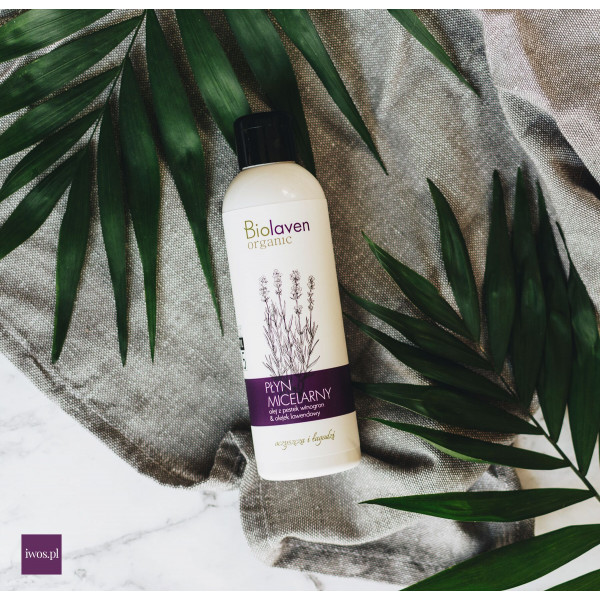 Biolaven
organic
PŁYN
MICELARNY
olej z pestek winogron
& olejek lawendowy
oczyszcza i łagodzi
iwos.pl